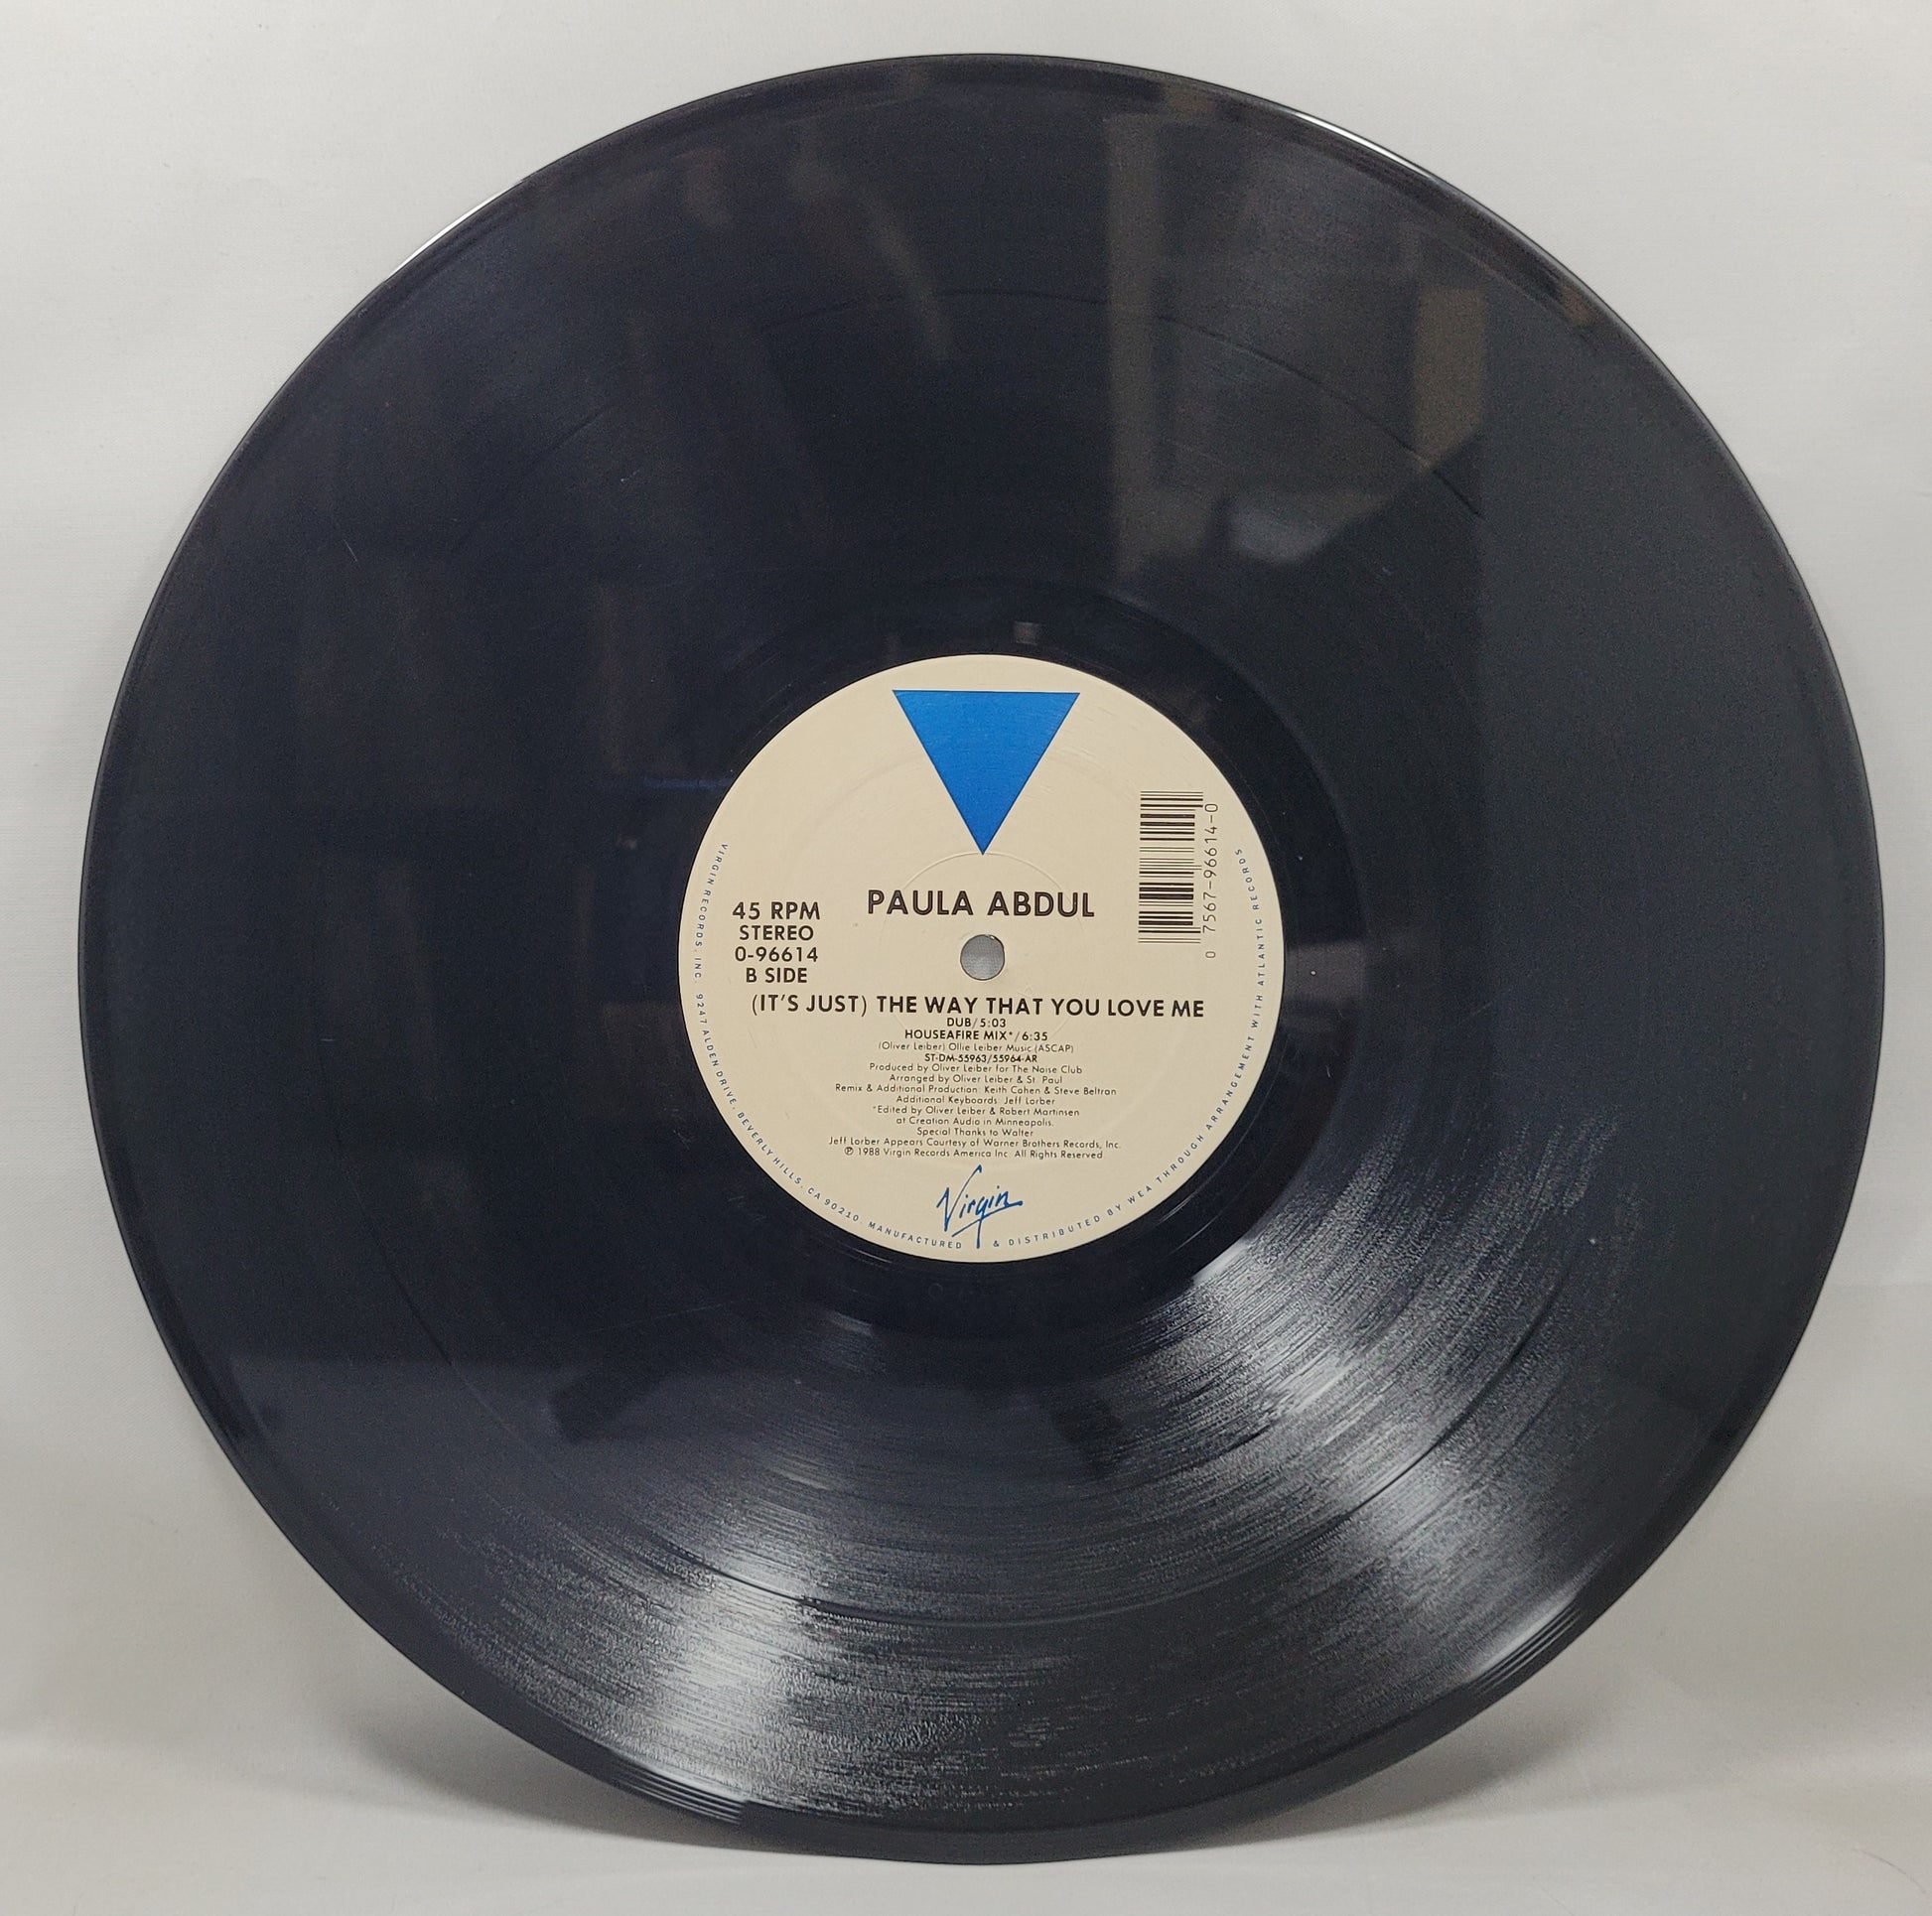 PAULA ABDUL
45 RPM
STEREO
0-96614
B SIDE
0 7567-96614-0
(IT'S JUST) THE WAY THAT YOU LOVE ME
DUB/5:03
HOUSEAFIRE MIX*/6:35
(Oliver Leiber) Ollie Leiber Music (ASCAP)
ST-DM-55963/55964-AR
Produced by Oliver Leiber for The Noise Club
Arranged by Oliver Leiber & St. Paul
Remix & Additional Production: Keith Cohen & Steve Beltran
Additional Keyboards: Jeff Lorber
*Edited by Oliver Leiber & Robert Martinsen
at Creation Audio in Minneapolis.
Special Thanks to Walter
Jeff Lorber Appears Courtesy of Warner Brothers Records, Inc.
℗ 1988 Virgin Records America Inc. All Rights Reserved.
Virgin
VIRGIN RECORDS, INC. 9247 ALDEN DRIVE, BEVERLY HILLS, CA 90210. MANUFACTURED & DISTRIBUTED BY WEA THROUGH ARRANGEMENT WITH ATLANTIC RECORDS